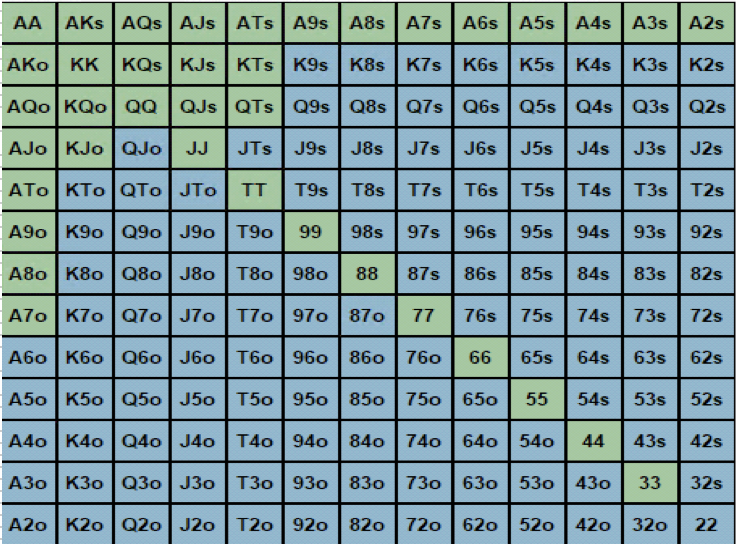 AA AKs AQs AJs ATs A9s A8s A7s A6s A5s A4s A3s A2s
AKo KK KQs KJs KTs K9s K8s K7s K6s K5s K4s K3s K2s
AQo KQo QQ QJs QTs Q9s Q8s Q7s Q6s Q5s Q4s Q3s Q2s
AJo KJo QJo JJ JTs J9s J8s J7s J6s J5s J4s J3s J2s
ATo KTo QTo JTo TT T9s T8s T7s T6s T5s T4s T3s T2s
A9o K9o Q9o J9o T9o 99 98s 97s 96s 95s 94s 93s 92s
A8o K8o Q8o J8o T8o 98o 88 87s 86s 85s 84s 83s 82s
A7o K7o Q7o J7o T7o 97o 87o 77 76s 75s 74s 73s 72s
A6o K6o Q6o J6o T6o 96o 86o 76o 66 65s 64s 63s 62s
A5o K5o Q5o J5o T5o 95o 85o 75o 65o 55 54s 53s 52s
A4o K4o Q4o J4o T4o 94o 84o 74o 64o 54o 44 43s 42s
A3o K3o Q3o J3o T3o 93o 83o 73o 63o 53o 43o 33 32s
A2o K2o Q2o J2o T2o 92o 82o 72o 62o 52o 42o 32o 22